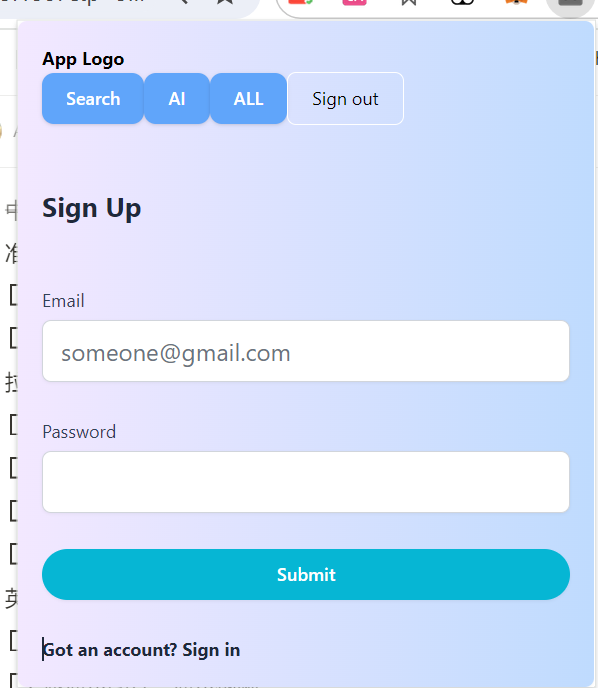 App Logo
Search AI ALL Sign out
Sign Up
Email
someone@gmail.com
Password
Submit
Got an account? Sign in